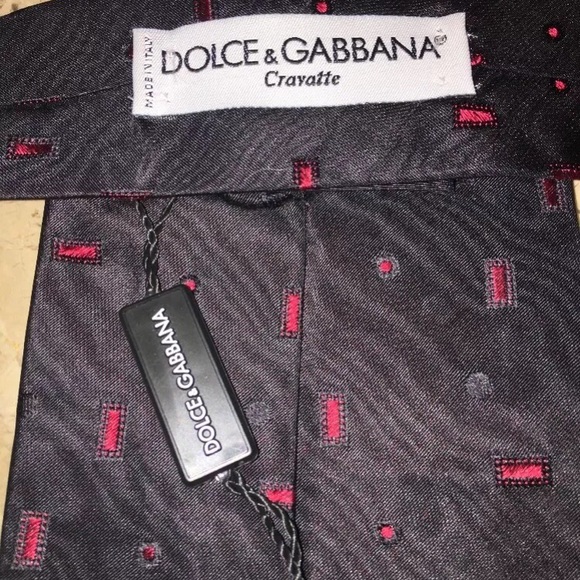 MADE IN ITALY
DOLCE & GABBANA
Cravatte
DOLCE & GABBANA